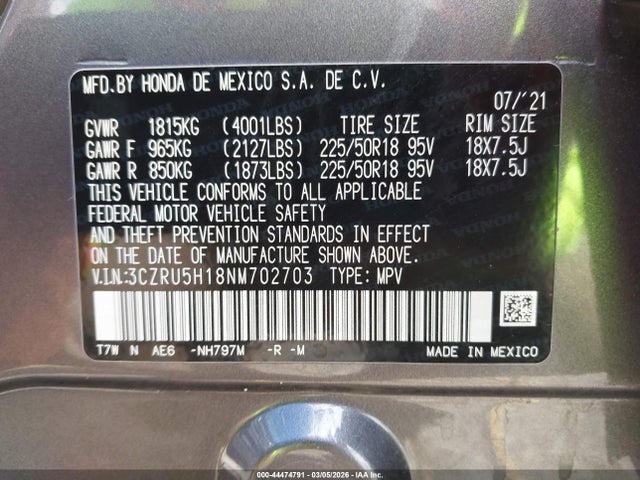 MFD.BY HONDA DE MEXICO S.A. DE C.V.
07/'21
GVWR 1815KG (4001LBS) TIRE SIZE RIM SIZE
GAWR F 965KG (2127LBS) 225/50R18 95V 18X7.5J
GAWR R 850KG (1873LBS) 225/50R18 95V 18X7.5J
THIS VEHICLE CONFORMS TO ALL APPLICABLE
FEDERAL MOTOR VEHICLE SAFETY
AND THEFT PREVENTION STANDARDS IN EFFECT
ON THE DATE OF MANUFACTURE SHOWN ABOVE.
V.I.N.:3CZRU5H18NM702703 TYPE: MPV
T7W N AE6 -NH797M -R -M
MADE IN MEXICO
000-44474791 | 03/05/2026 - COPART